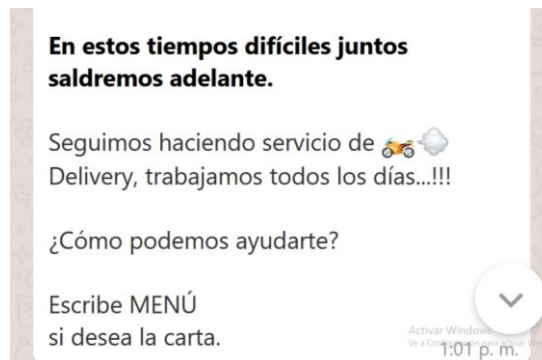 En estos tiempos difíciles juntos
saldremos adelante.
Seguimos haciendo servicio de 🏍️💨
Delivery, trabajamos todos los días...!!!
¿Cómo podemos ayudarte?
Escribe MENÚ
si desea la carta.
Activar Windows
1:01 p. m.